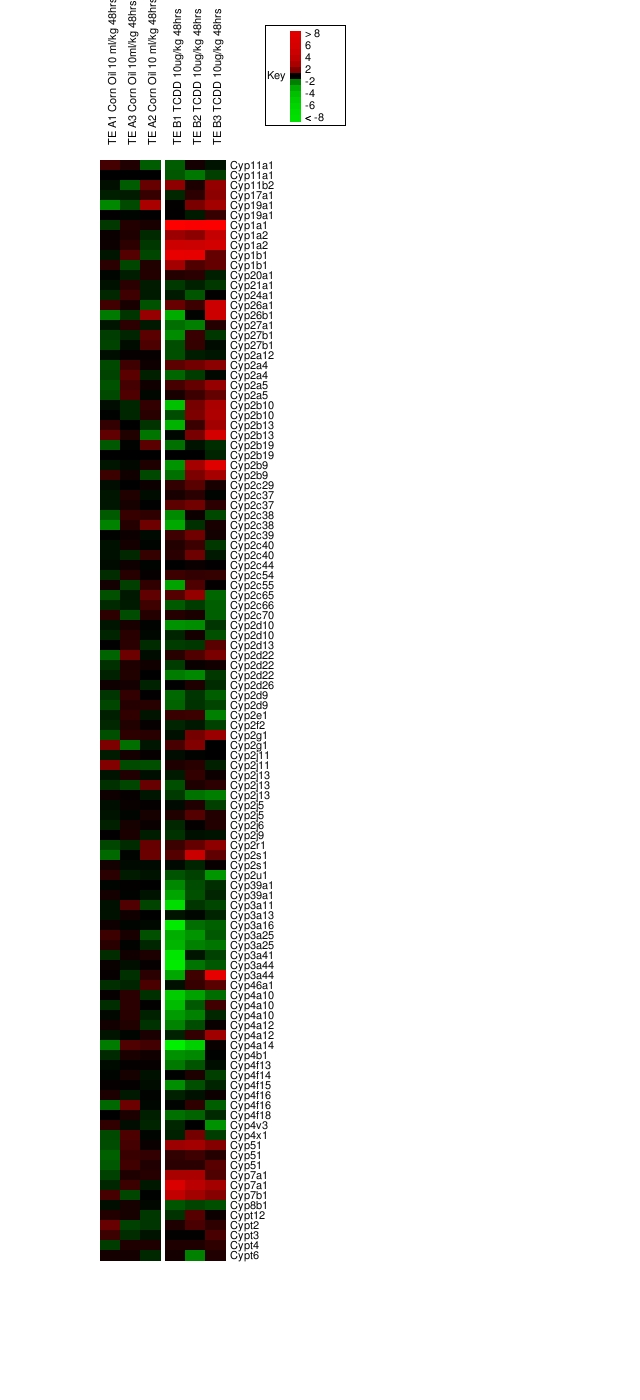 TE A1 Corn Oil 10 ml/kg 48hrs
TE A3 Corn Oil 10ml/kg 48hrs
TE A2 Corn Oil 10 ml/kg 48hrs
TE B1 TCDD 10ug/kg 48hrs
TE B2 TCDD 10ug/kg 48hrs
TE B3 TCDD 10ug/kg 48hrs
Key
> 8
6
4
2
-2
-4
-6
< -8
Cyp11a1
Cyp11a1
Cyp11b2
Cyp17a1
Cyp19a1
Cyp19a1
Cyp1a1
Cyp1a2
Cyp1a2
Cyp1b1
Cyp1b1
Cyp20a1
Cyp21a1
Cyp24a1
Cyp26a1
Cyp26b1
Cyp27a1
Cyp27b1
Cyp27b1
Cyp2a12
Cyp2a4
Cyp2a4
Cyp2a5
Cyp2a5
Cyp2b10
Cyp2b10
Cyp2b13
Cyp2b13
Cyp2b19
Cyp2b19
Cyp2b9
Cyp2b9
Cyp2c29
Cyp2c37
Cyp2c37
Cyp2c38
Cyp2c38
Cyp2c39
Cyp2c40
Cyp2c40
Cyp2c44
Cyp2c54
Cyp2c55
Cyp2c65
Cyp2c66
Cyp2c70
Cyp2d10
Cyp2d10
Cyp2d13
Cyp2d22
Cyp2d22
Cyp2d22
Cyp2d26
Cyp2d9
Cyp2d9
Cyp2e1
Cyp2f2
Cyp2g1
Cyp2g1
Cyp2j11
Cyp2j11
Cyp2j13
Cyp2j13
Cyp2j13
Cyp2j5
Cyp2j5
Cyp2j6
Cyp2j9
Cyp2r1
Cyp2s1
Cyp2s1
Cyp2u1
Cyp39a1
Cyp39a1
Cyp3a11
Cyp3a13
Cyp3a16
Cyp3a25
Cyp3a25
Cyp3a41
Cyp3a44
Cyp3a44
Cyp46a1
Cyp4a10
Cyp4a10
Cyp4a10
Cyp4a12
Cyp4a12
Cyp4a14
Cyp4b1
Cyp4f13
Cyp4f14
Cyp4f15
Cyp4f16
Cyp4f16
Cyp4f18
Cyp4v3
Cyp4x1
Cyp51
Cyp51
Cyp51
Cyp7a1
Cyp7a1
Cyp7b1
Cyp8b1
Cypt12
Cypt2
Cypt3
Cypt4
Cypt6